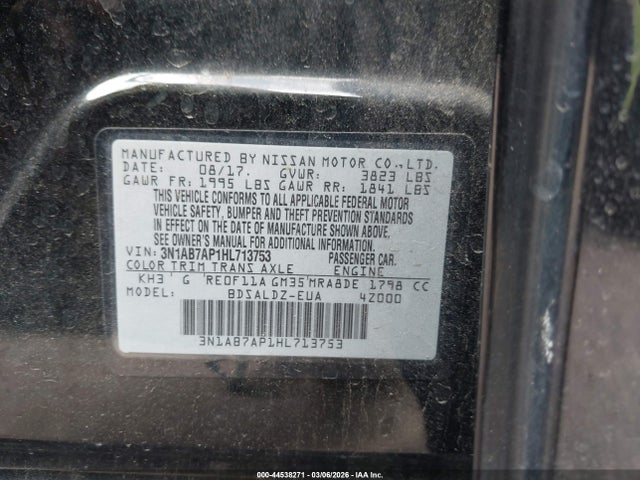 MANUFACTURED BY NISSAN MOTOR CO.,LTD.
DATE: 08/17. GVWR: 3823 LBS
GAWR FR: 1995 LBS GAWR RR: 1841 LBS
THIS VEHICLE CONFORMS TO ALL APPLICABLE FEDERAL MOTOR
VEHICLE SAFETY, BUMPER AND THEFT PREVENTION STANDARDS
IN EFFECT ON THE DATE OF MANUFACTURE SHOWN ABOVE.
SEE OWNER'S MANUAL FOR ADDITIONAL INFORMATION.
VIN: 3N1AB7AP1HL713753 PASSENGER CAR.
COLOR TRIM TRANS AXLE ENGINE
KH3 G RE0F11A GM35 MRA8DE 1798 CC
MODEL: BDSALDZ-EUA 42000
3N1AB7AP1HL713753
000-44538271 - 03/06/2026 - IAA Inc.